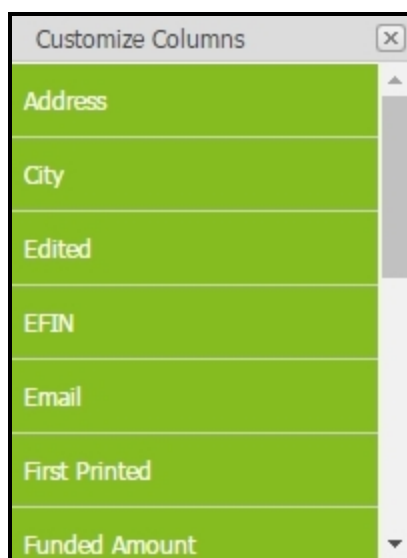 Customize Columns
Address
City
Edited
EFIN
Email
First Printed
Funded Amount